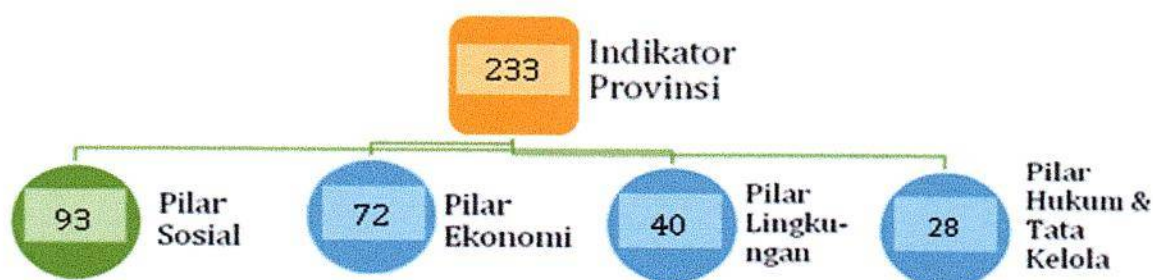 233
Indikator
Provinsi
93
Pilar
Sosial
72
Pilar
Ekonomi
40
Pilar
Lingku-
ngan
28
Pilar
Hukum &
Tata
Kelola